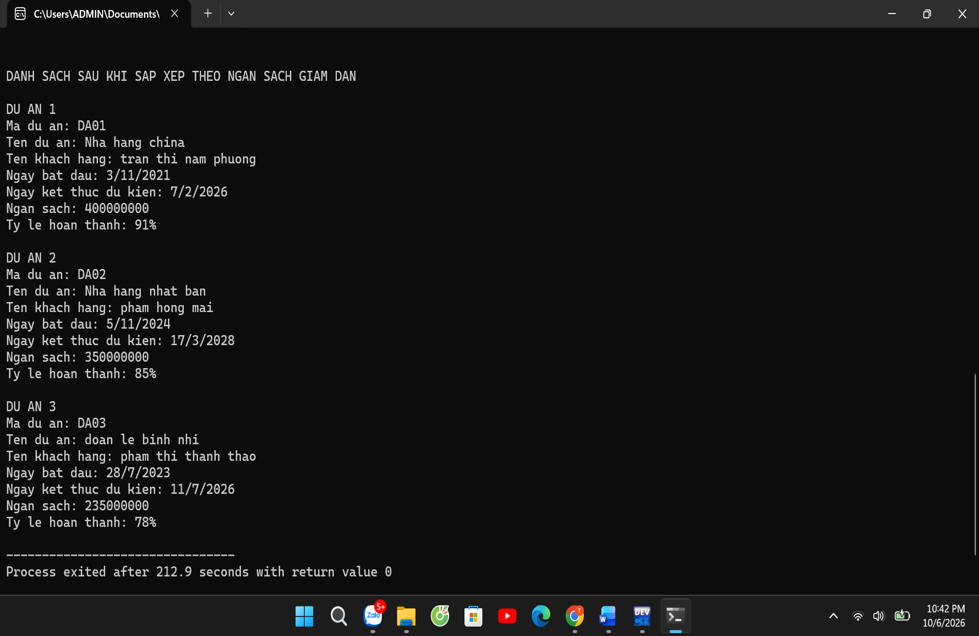 C:\Users\ADMIN\Documents\
DANH SACH SAU KHI SAP XEP THEO NGAN SACH GIAM DAN
DU AN 1
Ma du an: DA01
Ten du an: Nha hang china
Ten khach hang: tran thi nam phuong
Ngay bat dau: 3/11/2021
Ngay ket thuc du kien: 7/2/2026
Ngan sach: 400000000
Ty le hoan thanh: 91%
DU AN 2
Ma du an: DA02
Ten du an: Nha hang nhat ban
Ten khach hang: pham hong mai
Ngay bat dau: 5/11/2024
Ngay ket thuc du kien: 17/3/2028
Ngan sach: 350000000
Ty le hoan thanh: 85%
DU AN 3
Ma du an: DA03
Ten du an: doan le binh nhi
Ten khach hang: pham thi thanh thao
Ngay bat dau: 28/7/2023
Ngay ket thuc du kien: 11/7/2026
Ngan sach: 235000000
Ty le hoan thanh: 78%
--------------------------------
Process exited after 212.9 seconds with return value 0
5+
Zalo
W
DEV
10:42 PM
10/6/2026